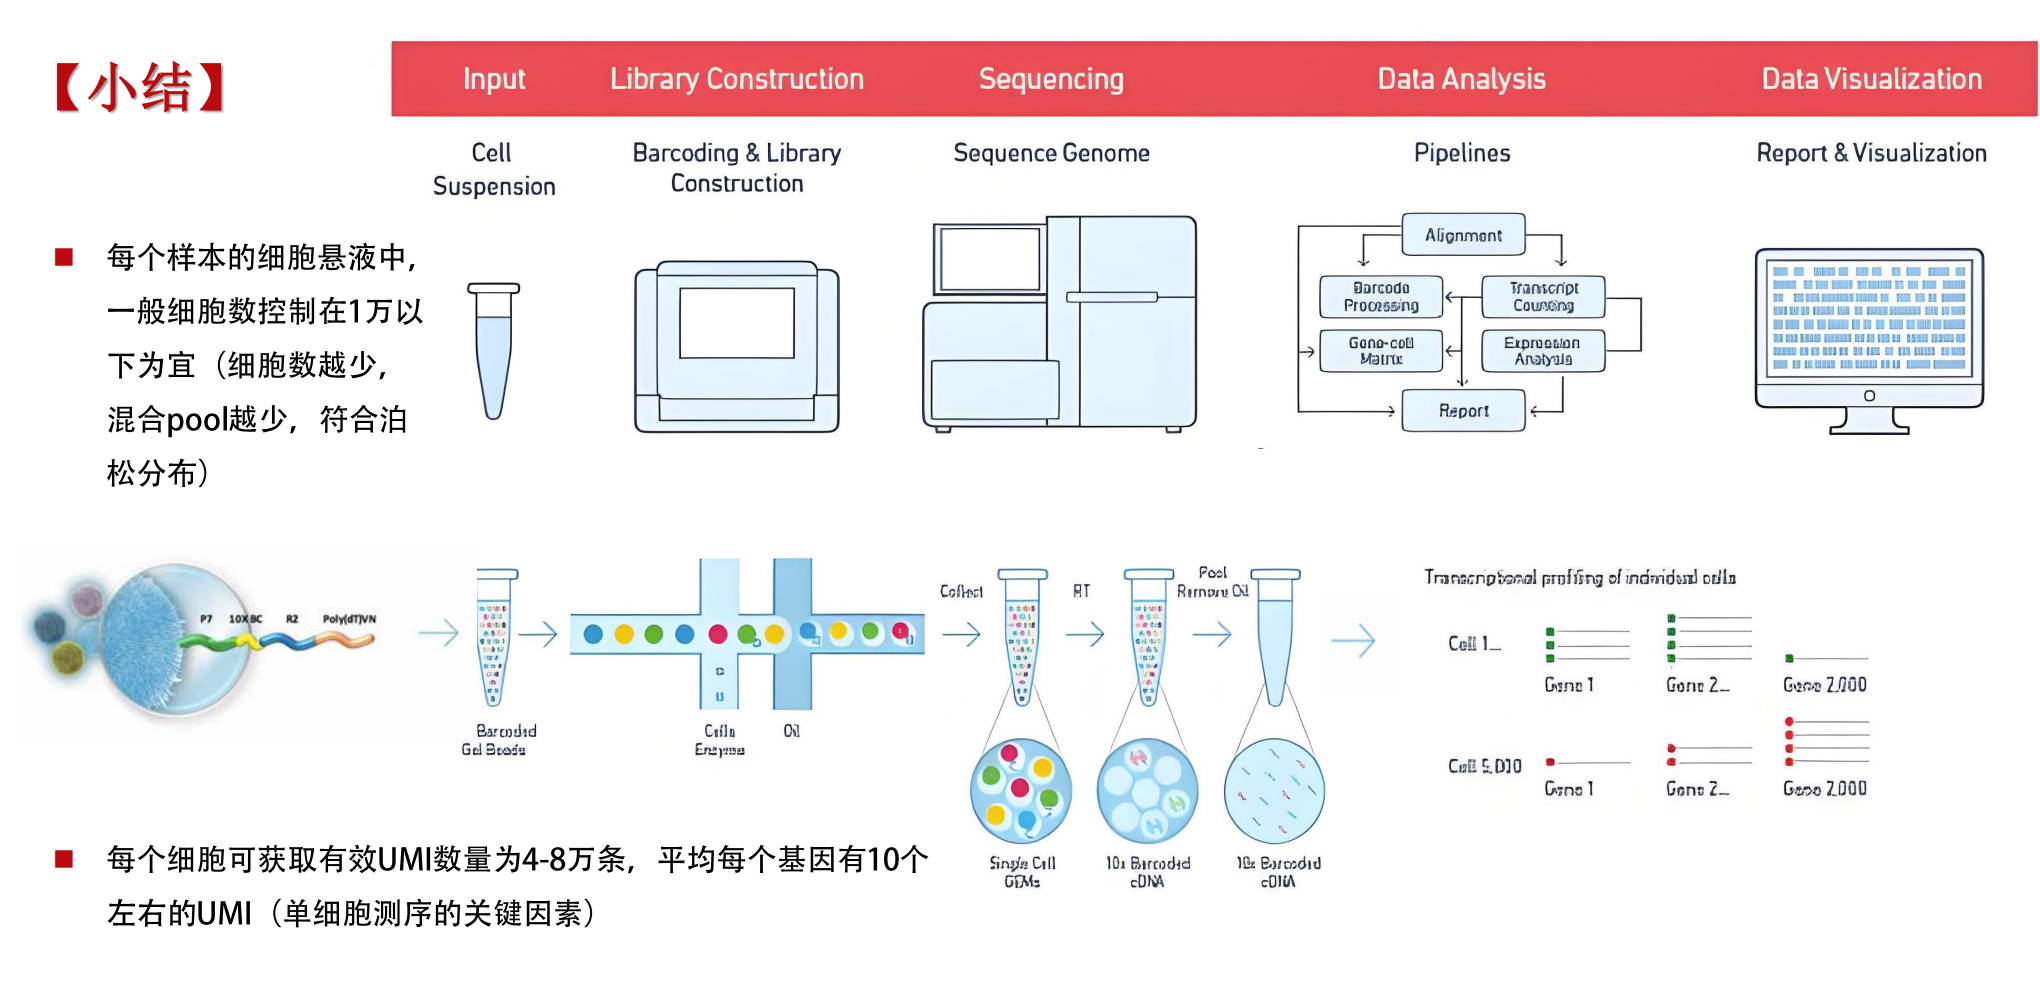 【小结】
Input
Library Construction
Sequencing
Data Analysis
Data Visualization
Cell
Suspension
Barcoding & Library
Construction
Sequence Genome
Pipelines
Report & Visualization
每个样本的细胞悬液中，
一般细胞数控制在1万以
下为宜（细胞数越少，
混合pool越少，符合泊
松分布）
Alignment
Barcode
Processing
Transcript
Counting
Gene-cell
Matrix
Expression
Analysis
Report
P7
10X BC
R2
Poly(dT)VN
Barcoded
Gel Beads
Cells
Enzyme
Oil
Collect
RT
Pool
Remove Oil
Single Cell
GEMs
10x Barcoded
cDNA
10x Barcoded
cDNA
Transcriptional profiling of individual cells
Cell 1...
Gene 1
Gene 2...
Gene 2,000
Cell 5,000
Gene 1
Gene 2...
Gene 2,000
每个细胞可获取有效UMI数量为4-8万条，平均每个基因有10个
左右的UMI（单细胞测序的关键因素）